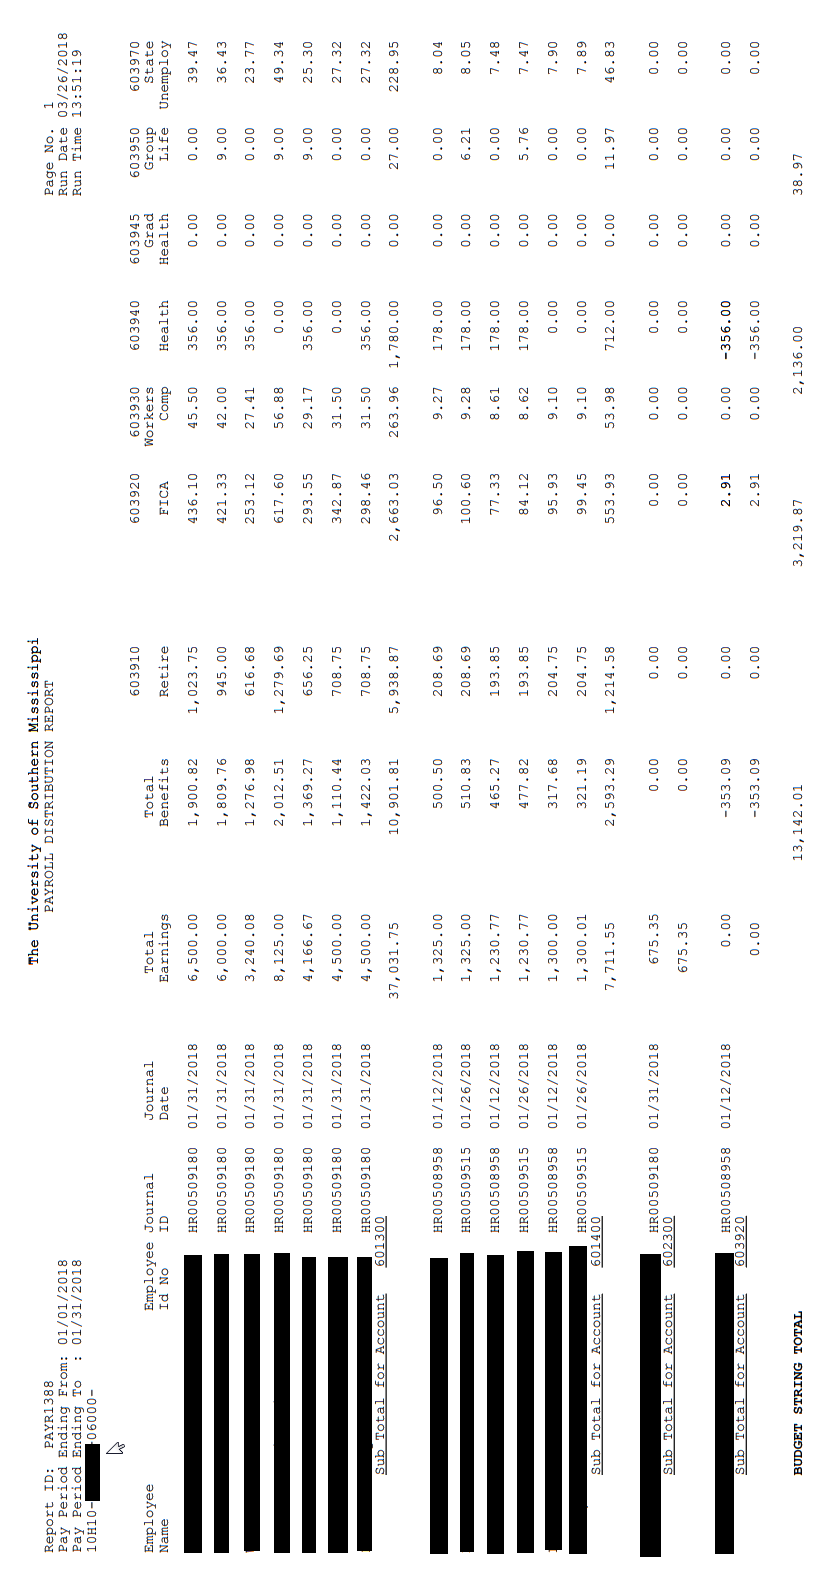 The University of Southern Mississippi
Report ID: PAYR1388 PAYROLL DISTRIBUTION REPORT Page No. 1
Pay Period Ending From: 01/01/2018 Run Date 03/26/2018
Pay Period Ending To : 01/31/2018 Run Time 13:51:19
10H10- -06000-
603910 603920 603930 603940 603945 603950 603970
Employee Employee Journal Journal Total Total Workers Grad Group State
Name Id No ID Date Earnings Benefits Retire FICA Comp Health Health Life Unemploy
HR00509180 01/31/2018 6,500.00 1,900.82 1,023.75 436.10 45.50 356.00 0.00 0.00 39.47
HR00509180 01/31/2018 6,000.00 1,809.76 945.00 421.33 42.00 356.00 0.00 9.00 36.43
HR00509180 01/31/2018 3,240.08 1,276.98 616.68 253.12 27.41 356.00 0.00 0.00 23.77
HR00509180 01/31/2018 8,125.00 2,012.51 1,279.69 617.60 56.88 0.00 0.00 9.00 49.34
HR00509180 01/31/2018 4,166.67 1,369.27 656.25 293.55 29.17 356.00 0.00 9.00 25.30
HR00509180 01/31/2018 4,500.00 1,110.44 708.75 342.87 31.50 0.00 0.00 0.00 27.32
HR00509180 01/31/2018 4,500.00 1,422.03 708.75 298.46 31.50 356.00 0.00 0.00 27.32
Sub Total for Account 601300 37,031.75 10,901.81 5,938.87 2,663.03 263.96 1,780.00 0.00 27.00 228.95
HR00508958 01/12/2018 1,325.00 500.50 208.69 96.50 9.27 178.00 0.00 0.00 8.04
HR00509515 01/26/2018 1,325.00 510.83 208.69 100.60 9.28 178.00 0.00 6.21 8.05
HR00508958 01/12/2018 1,230.77 465.27 193.85 77.33 8.61 178.00 0.00 0.00 7.48
HR00509515 01/26/2018 1,230.77 477.82 193.85 84.12 8.62 178.00 0.00 5.76 7.47
HR00508958 01/12/2018 1,300.00 317.68 204.75 95.93 9.10 0.00 0.00 0.00 7.90
HR00509515 01/26/2018 1,300.01 321.19 204.75 99.45 9.10 0.00 0.00 0.00 7.89
Sub Total for Account 601400 7,711.55 2,593.29 1,214.58 553.93 53.98 712.00 0.00 11.97 46.83
HR00509180 01/31/2018 675.35 0.00 0.00 0.00 0.00 0.00 0.00 0.00 0.00
Sub Total for Account 602300 675.35 0.00 0.00 0.00 0.00 0.00 0.00 0.00 0.00
HR00508958 01/12/2018 0.00 -353.09 0.00 2.91 0.00 -356.00 0.00 0.00 0.00
Sub Total for Account 603920 0.00 -353.09 0.00 2.91 0.00 -356.00 0.00 0.00 0.00
BUDGET STRING TOTAL 13,142.01 3,219.87 2,136.00 38.97